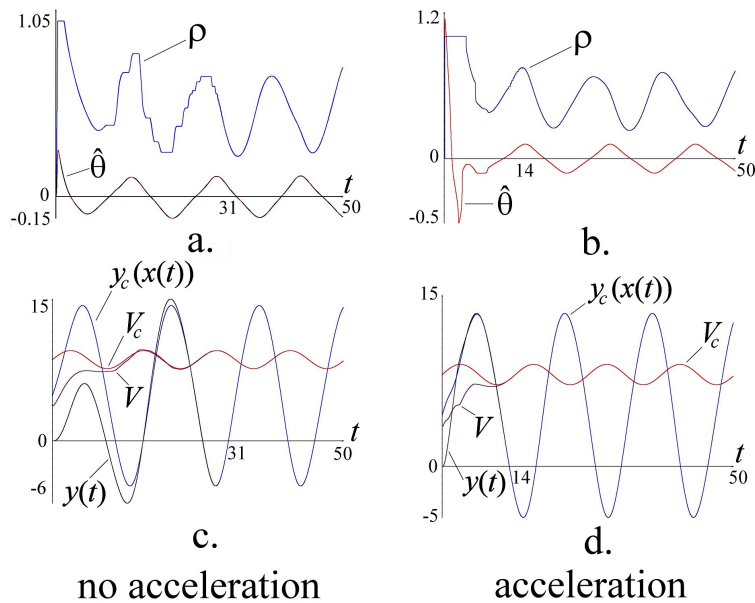 1.05
ρ
θ̂
0
-0.15
31
t
50
a.
1.2
ρ
0
14
t
50
-0.5
θ̂
b.
y_c(x(t))
15
V_c
V
0
31
t
50
-6
y(t)
c.
y_c(x(t))
15
V_c
V
t
0
14
50
y(t)
-5
d.
no acceleration
acceleration